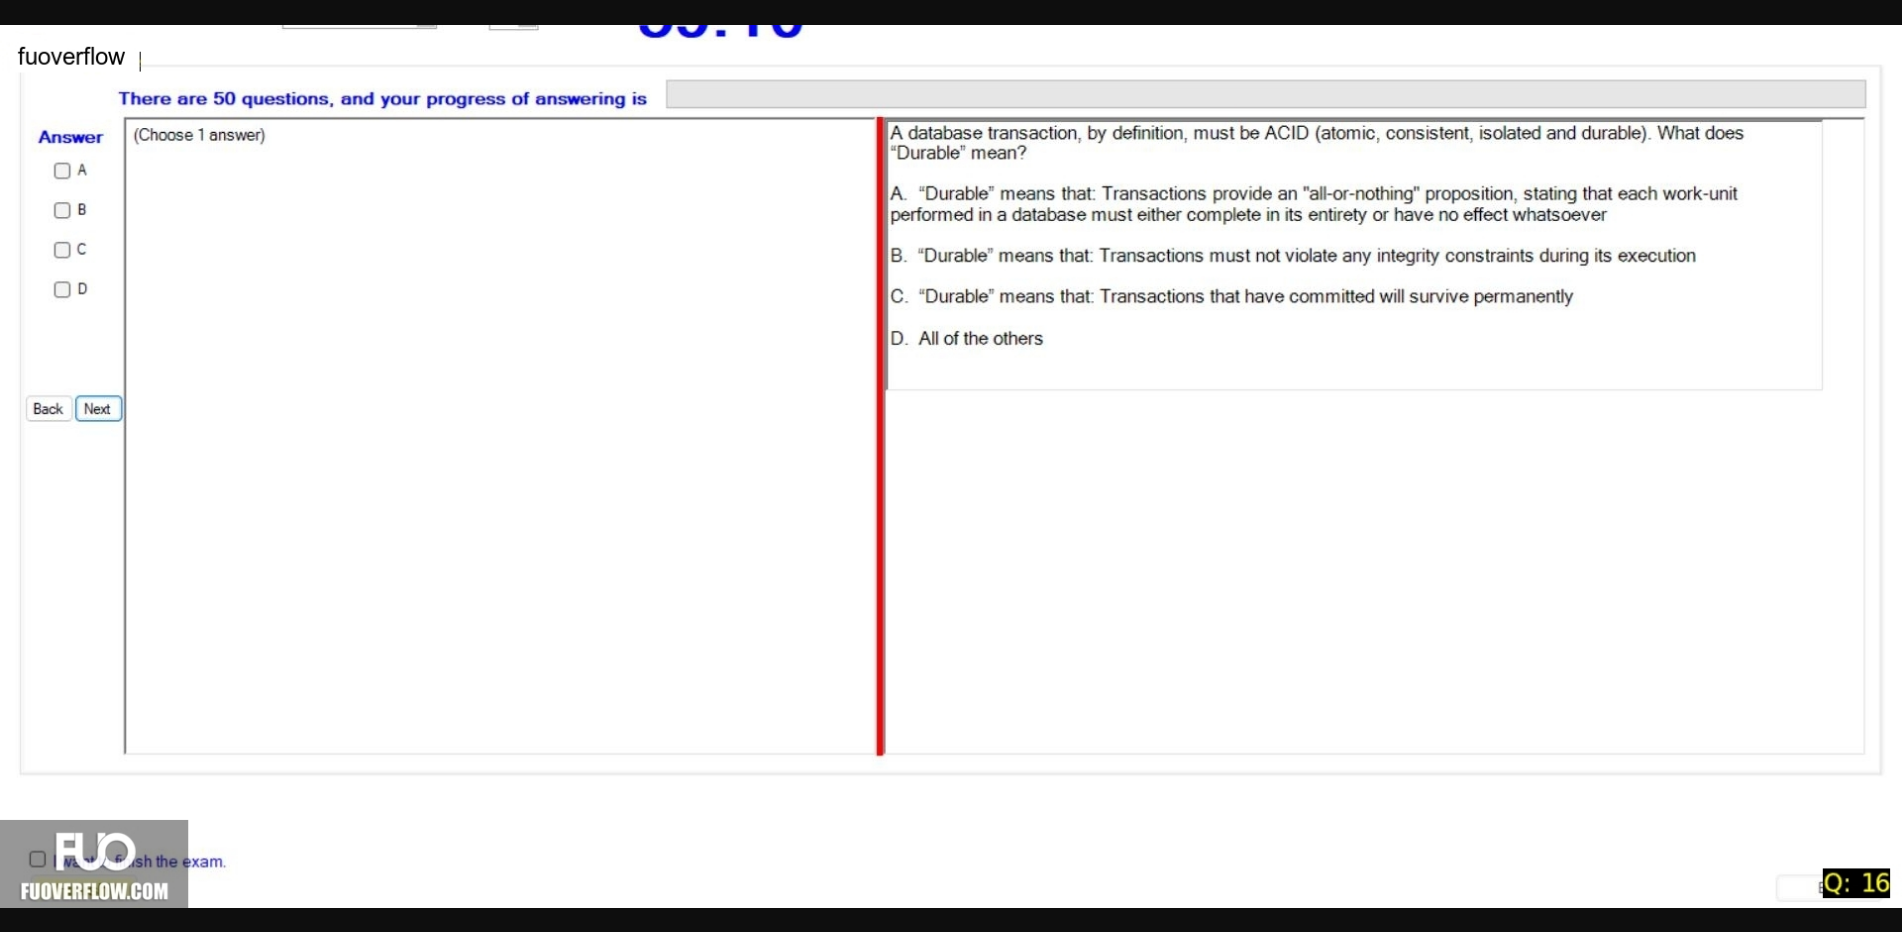 fuoverflow
There are 50 questions, and your progress of answering is
Answer
(Choose 1 answer)
A
B
C
D
Back Next
A database transaction, by definition, must be ACID (atomic, consistent, isolated and durable). What does
“Durable” mean?
A. “Durable” means that: Transactions provide an "all-or-nothing" proposition, stating that each work-unit
performed in a database must either complete in its entirety or have no effect whatsoever
B. “Durable” means that: Transactions must not violate any integrity constraints during its execution
C. “Durable” means that: Transactions that have committed will survive permanently
D. All of the others
FUO
the exam.
FUOVERFLOW.COM
Q: 16